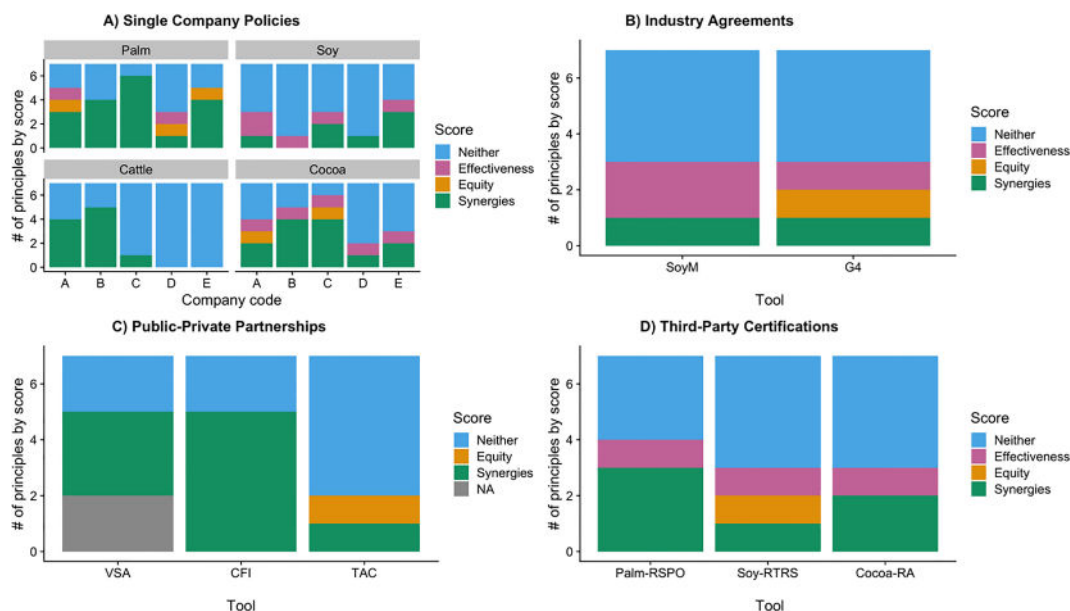 A) Single Company Policies
Palm
Soy
6
4
2
0
Cattle
Cocoa
6
4
2
0
# of principles by score
A B C D E
A B C D E
Company code
Score
Neither
Effectiveness
Equity
Synergies
B) Industry Agreements
6
4
2
0
# of principles by score
SoyM
G4
Tool
Score
Neither
Effectiveness
Equity
Synergies
C) Public-Private Partnerships
6
4
2
0
# of principles by score
VSA
CFI
TAC
Tool
Score
Neither
Equity
Synergies
NA
D) Third-Party Certifications
6
4
2
0
# of principles by score
Palm-RSPO
Soy-RTRS
Cocoa-RA
Tool
Score
Neither
Effectiveness
Equity
Synergies